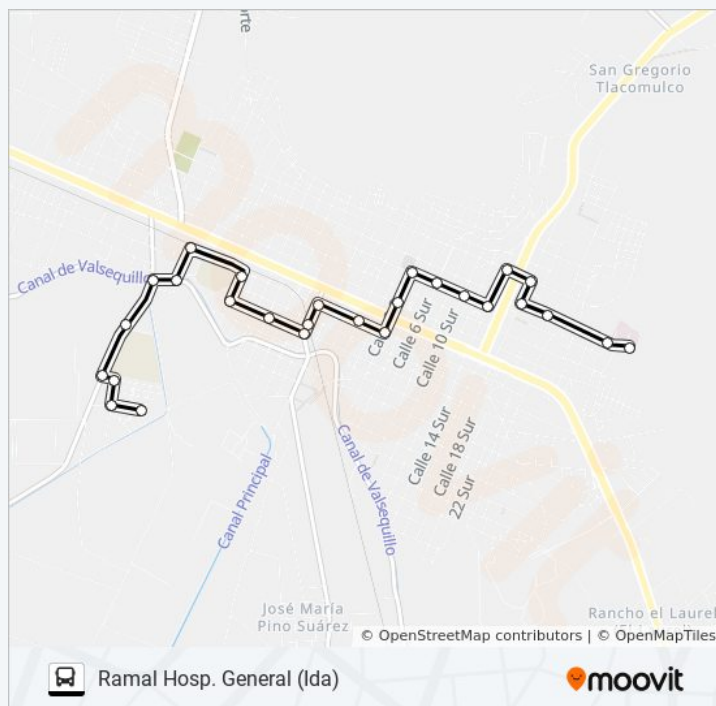 orte
San Gregorio
Tlacomulco
Canal de Valsequillo
Calle 6 Sur
Calle 10 Sur
Calle 14 Sur
Calle 18 Sur
22 Sur
Canal de Valsequillo
Canal Principal
José María
Pino Suárez
Rancho el Laurel
© OpenStreetMap contributors | © OpenMapTiles
Ramal Hosp. General (Ida)
moovit